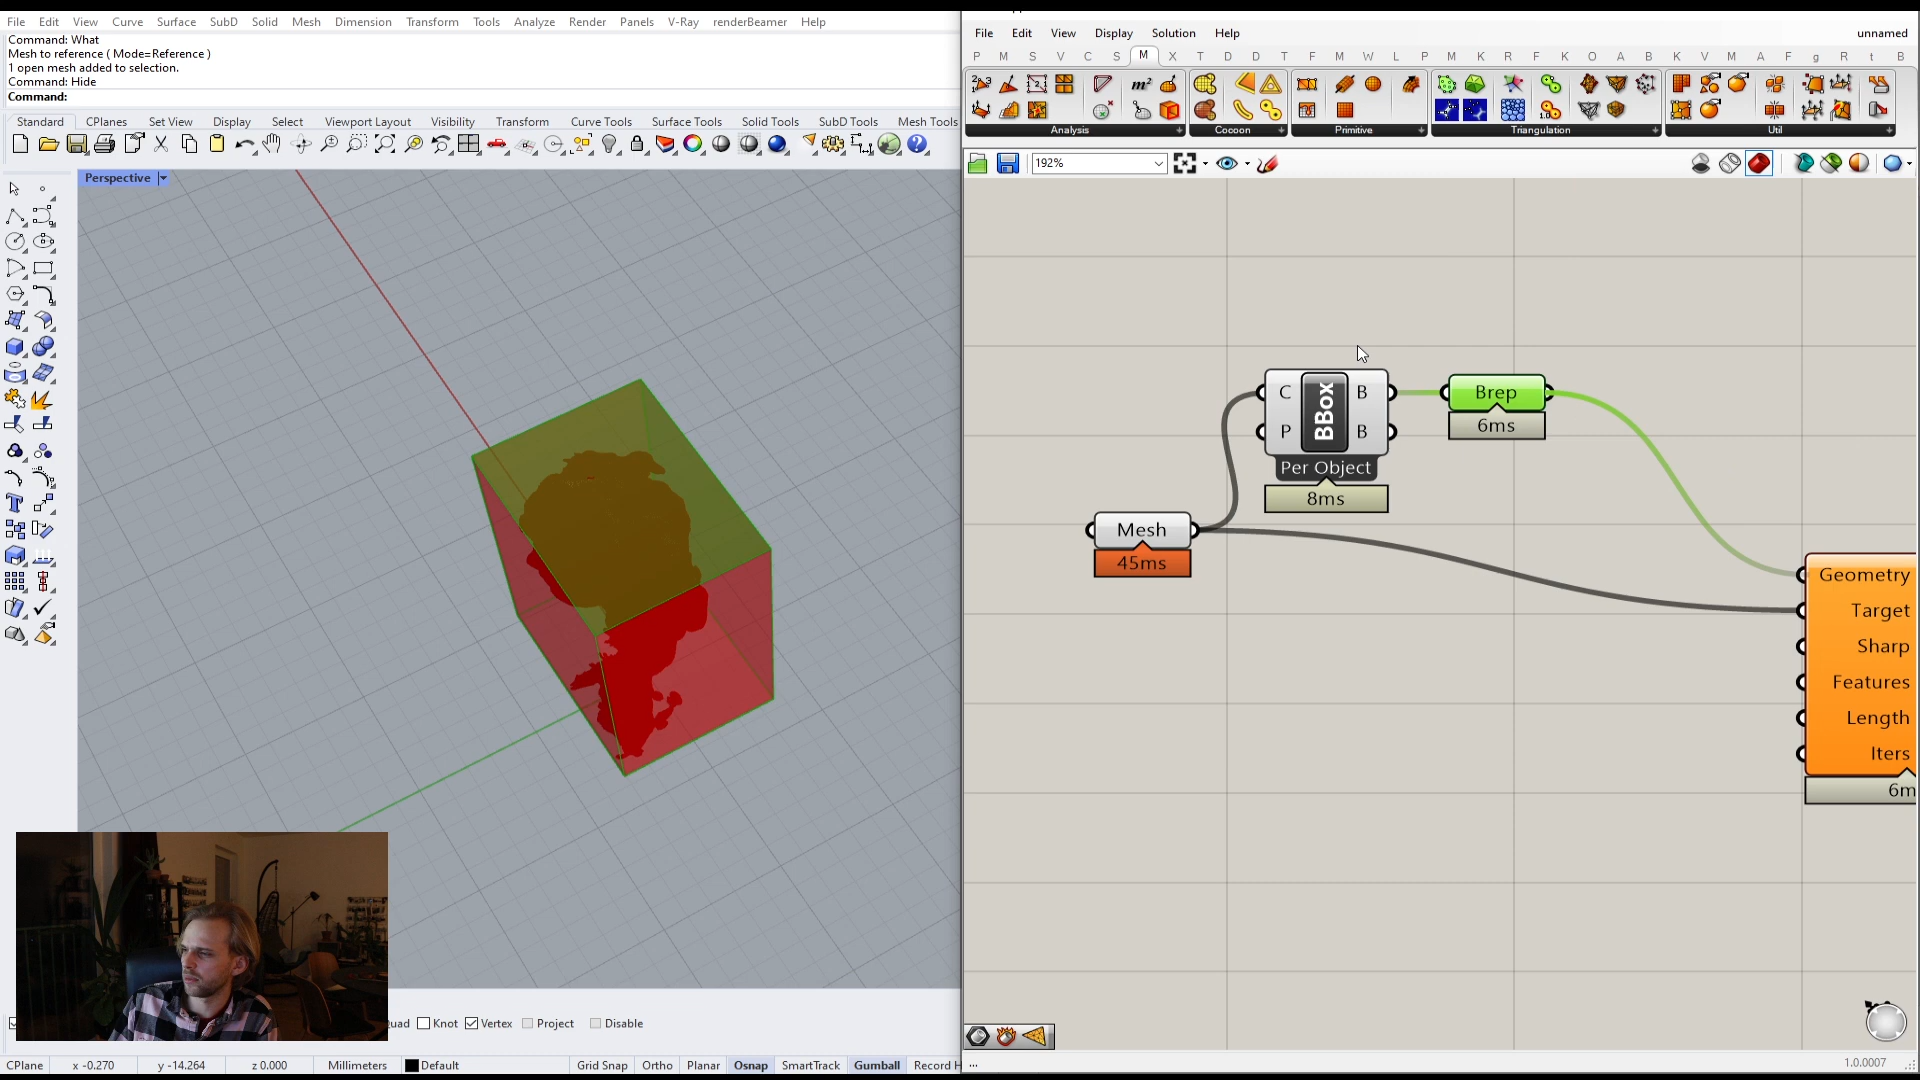 File Edit View Curve Surface SubD Solid Mesh Dimension Transform Tools Analyze Render Panels V-Ray renderBeamer Help
Command: What
Mesh to reference ( Mode=Reference )
1 open mesh added to selection.
Command: Hide
Command:
Standard CPlanes Set View Display Select Viewport Layout Visibility Transform Curve Tools Surface Tools Solid Tools SubD Tools Mesh Tools
Perspective
uad Knot Vertex Project Disable
CPlane x -0.270 y -14.264 z 0.000 Millimeters Default Grid Snap Ortho Planar Osnap SmartTrack Gumball Record H
File Edit View Display Solution Help unnamed
P M S V C S M X T D D T F M W L P M K R F K O A B K V M A F g R t B
Analysis Cocoon Primitive Triangulation Util
192%
C BBox B
P B
Per Object
8ms
Brep
6ms
Mesh
45ms
Geometry
Target
Sharp
Features
Length
Iters
6m
...
1.0.0007